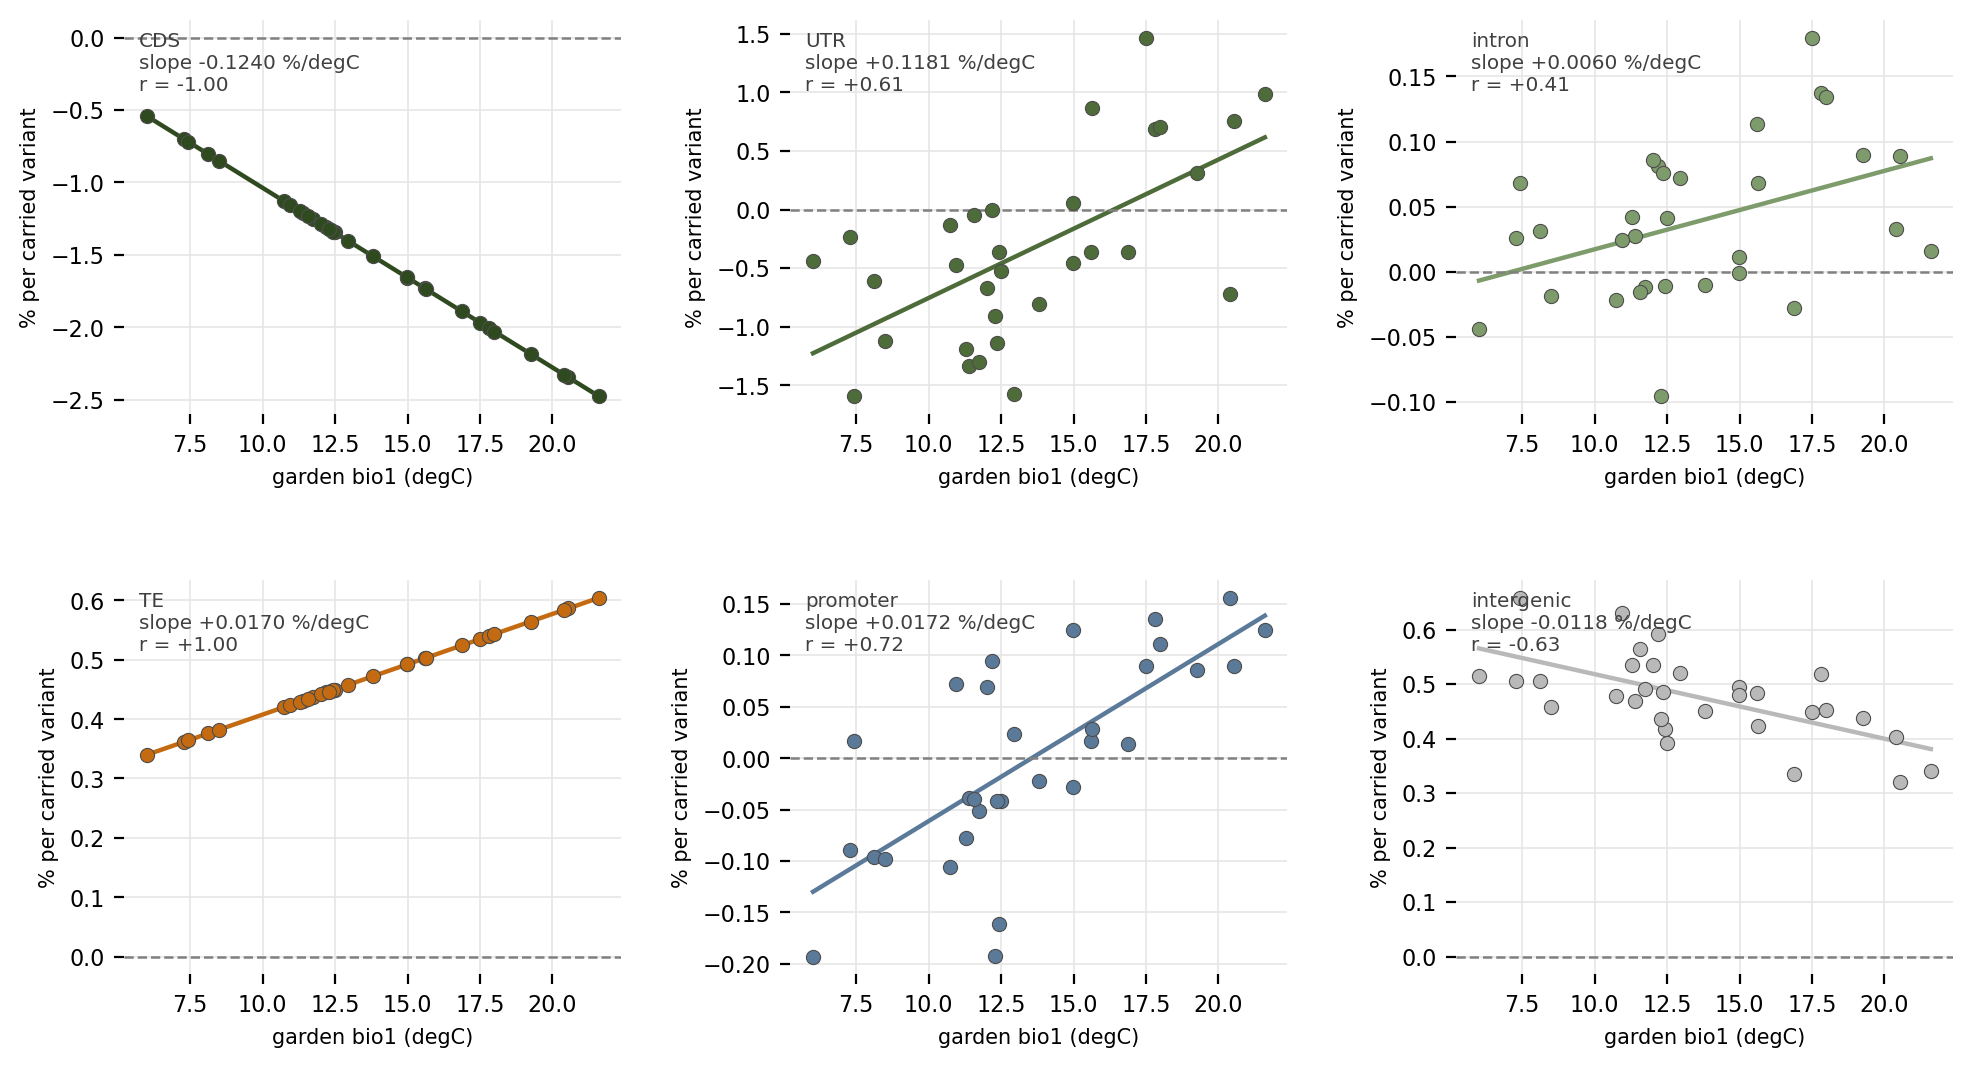 CDS
slope -0.1240 %/degC
r = -1.00
0.0
−0.5
−1.0
−1.5
−2.0
−2.5
% per carried variant
7.5 10.0 12.5 15.0 17.5 20.0
garden bio1 (degC)
UTR
slope +0.1181 %/degC
r = +0.61
1.5
1.0
0.5
0.0
−0.5
−1.0
−1.5
% per carried variant
7.5 10.0 12.5 15.0 17.5 20.0
garden bio1 (degC)
intron
slope +0.0060 %/degC
r = +0.41
0.15
0.10
0.05
0.00
−0.05
−0.10
% per carried variant
7.5 10.0 12.5 15.0 17.5 20.0
garden bio1 (degC)
TE
slope +0.0170 %/degC
r = +1.00
0.6
0.5
0.4
0.3
0.2
0.1
0.0
% per carried variant
7.5 10.0 12.5 15.0 17.5 20.0
garden bio1 (degC)
promoter
slope +0.0172 %/degC
r = +0.72
0.15
0.10
0.05
0.00
−0.05
−0.10
−0.15
−0.20
% per carried variant
7.5 10.0 12.5 15.0 17.5 20.0
garden bio1 (degC)
intergenic
slope -0.0118 %/degC
r = -0.63
0.6
0.5
0.4
0.3
0.2
0.1
0.0
% per carried variant
7.5 10.0 12.5 15.0 17.5 20.0
garden bio1 (degC)